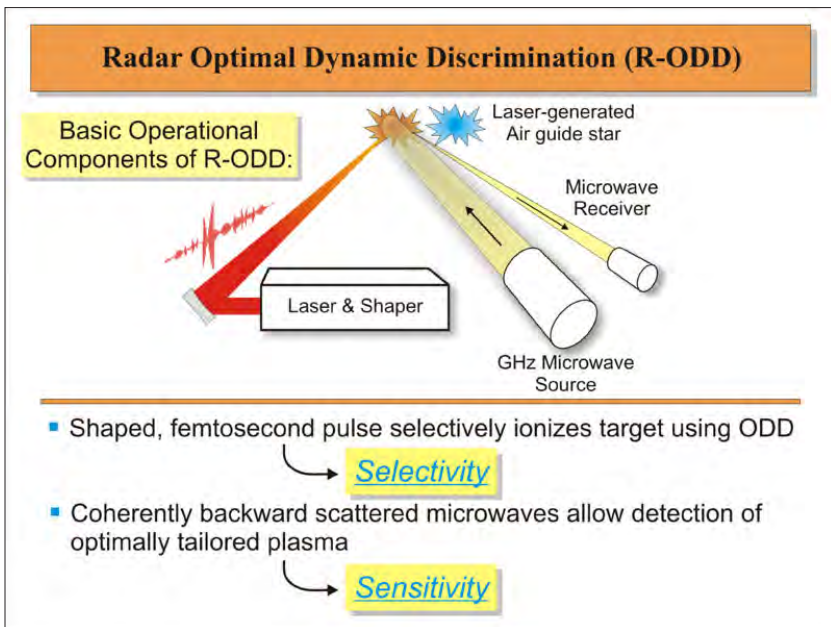 Radar Optimal Dynamic Discrimination (R-ODD)
Basic Operational
Components of R-ODD:
Laser-generated
Air guide star
Microwave
Receiver
Laser & Shaper
GHz Microwave
Source
▪ Shaped, femtosecond pulse selectively ionizes target using ODD
Selectivity
▪ Coherently backward scattered microwaves allow detection of
optimally tailored plasma
Sensitivity